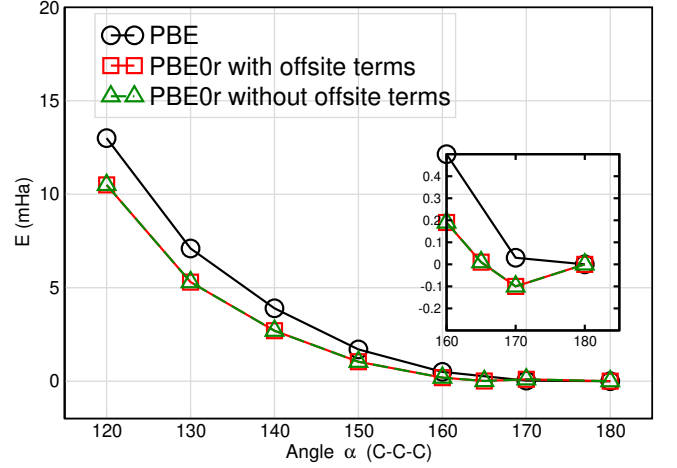 20
15
10
5
0
E (mHa)
PBE
PBE0r with offsite terms
PBE0r without offsite terms
0.4
0.3
0.2
0.1
0
-0.1
-0.2
160 170 180
120 130 140 150 160 170 180
Angle α (C-C-C)